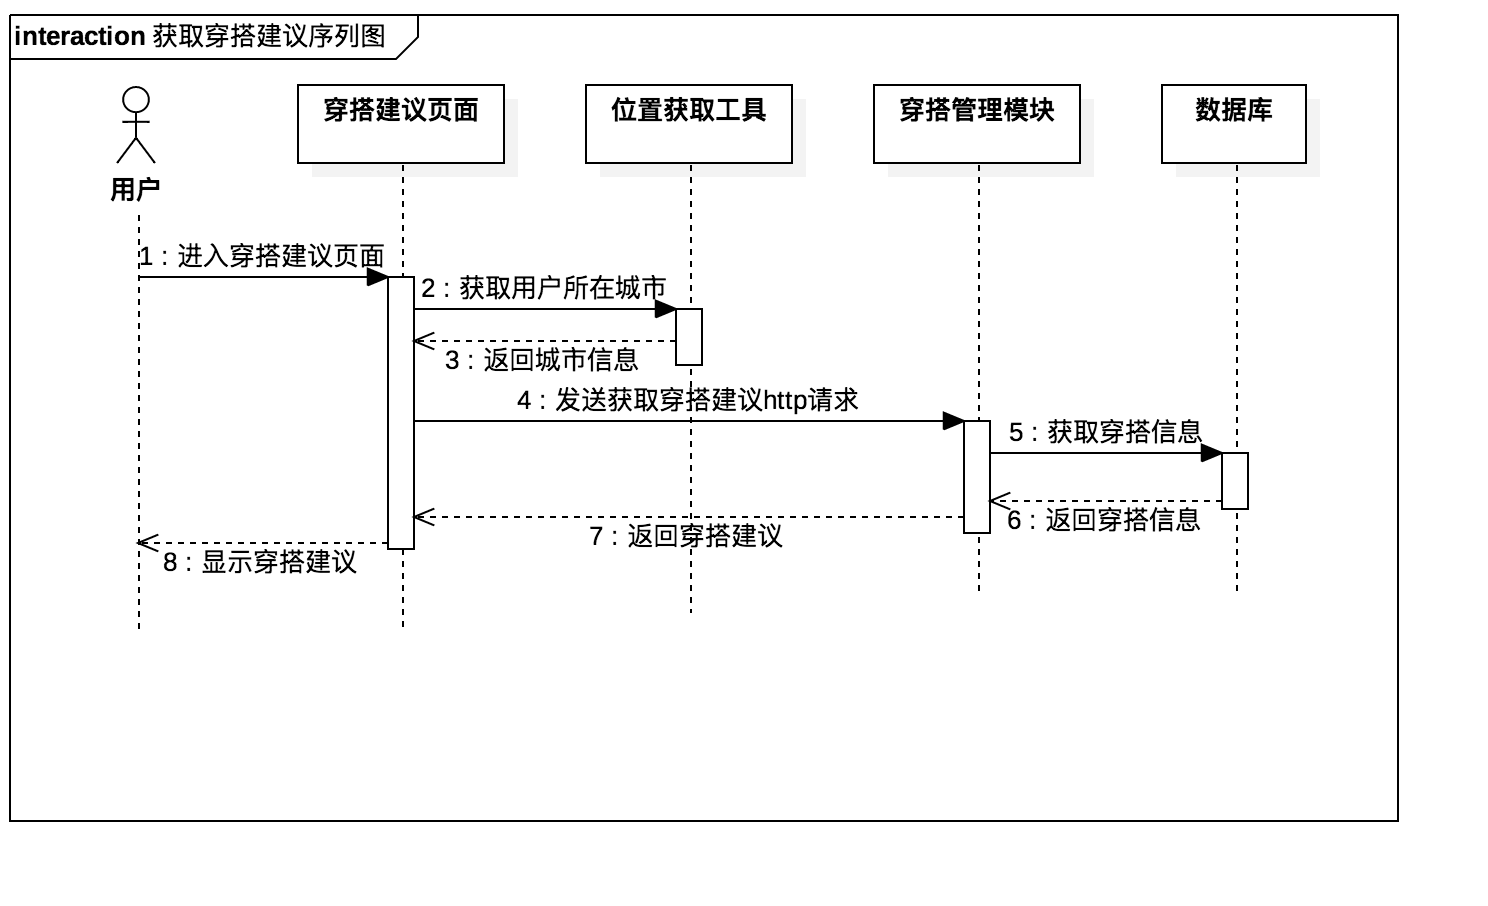 interaction 获取穿搭建议序列图
穿搭建议页面
位置获取工具
穿搭管理模块
数据库
用户
1 : 进入穿搭建议页面
2 : 获取用户所在城市
3 : 返回城市信息
4 : 发送获取穿搭建议http请求
5 : 获取穿搭信息
6 : 返回穿搭信息
7 : 返回穿搭建议
8 : 显示穿搭建议